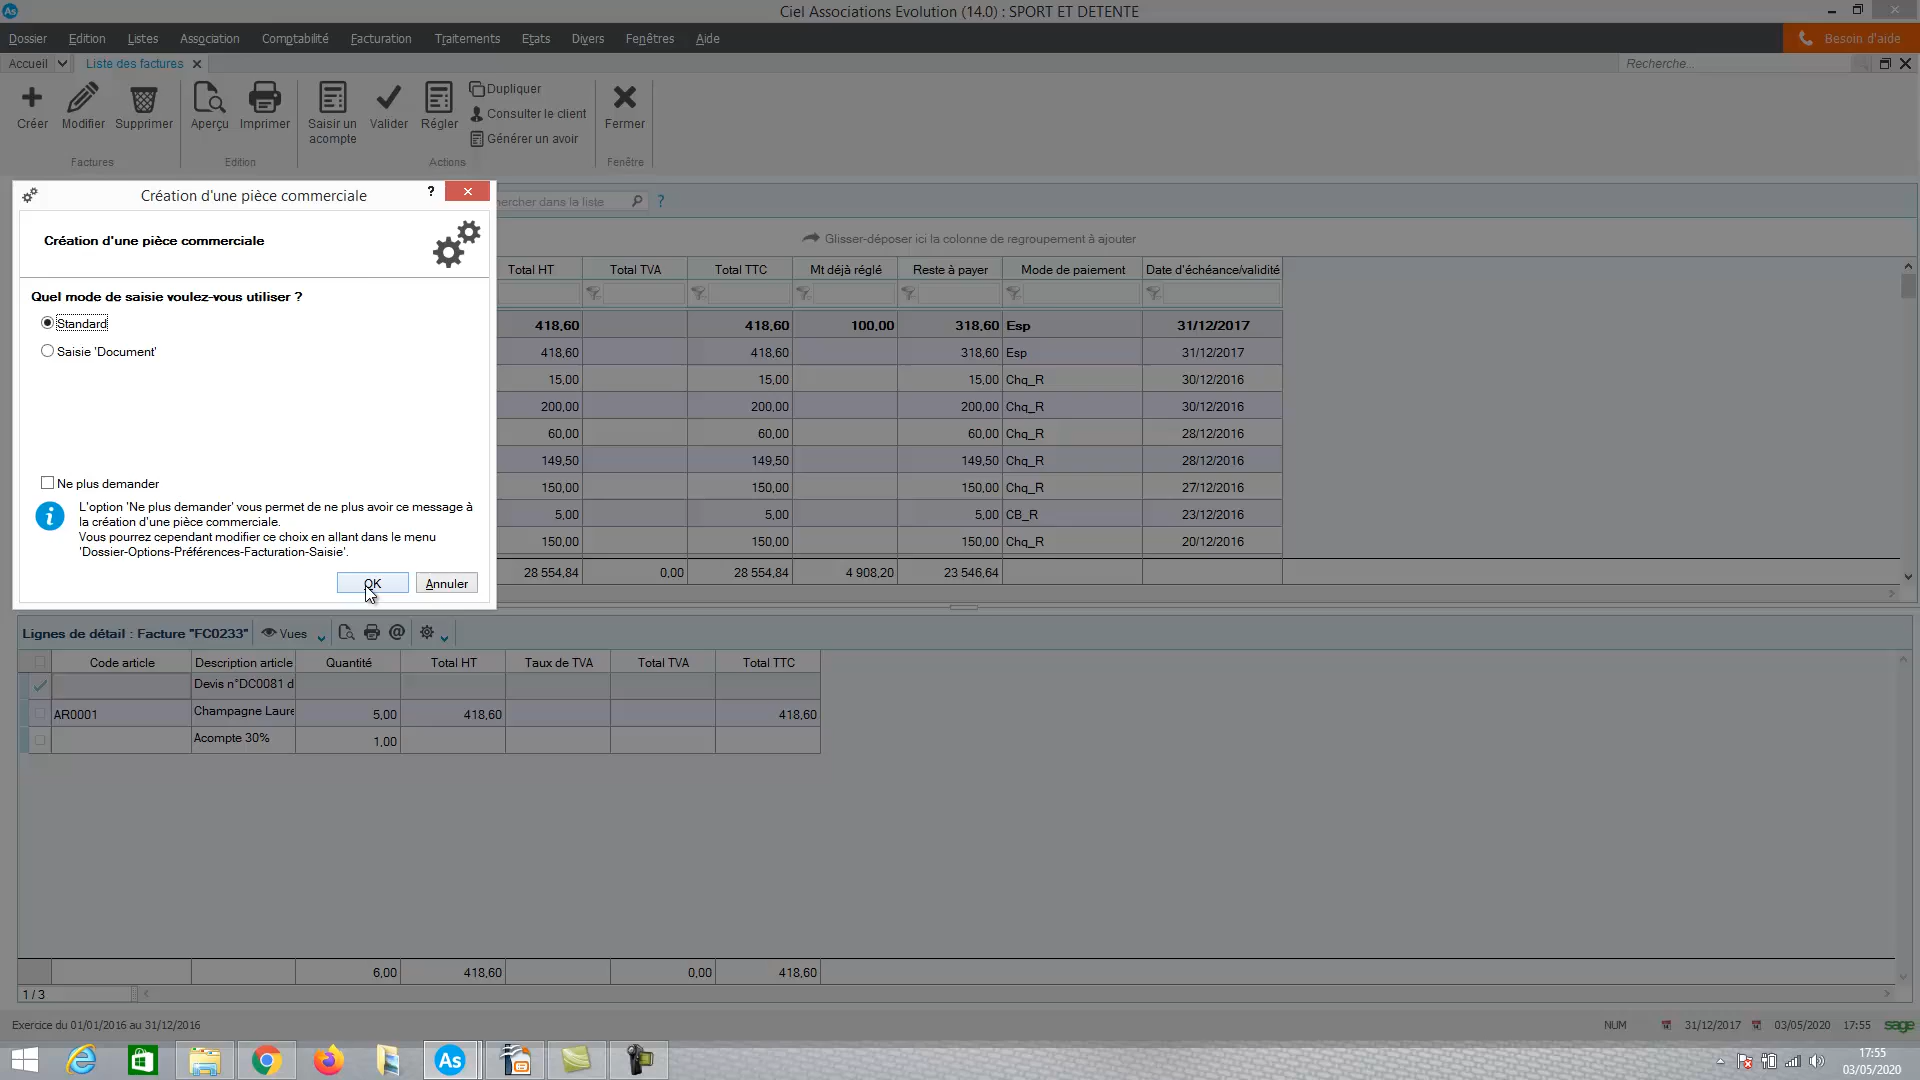 Ciel Associations Evolution (14.0) : SPORT ET DETENTE
Dossier Edition Listes Association Comptabilité Facturation Traitements Etats Divers Fenêtres Aide
Besoin d'aide
Accueil Liste des factures
Recherche...
Créer Modifier Supprimer Aperçu Imprimer Saisir un acompte Valider Régler
Dupliquer
Consulter le client
Générer un avoir
Fermer
Factures Edition Actions Fenêtre
Création d'une pièce commerciale
?
Création d'une pièce commerciale
Quel mode de saisie voulez-vous utiliser ?
Standard
Saisie 'Document'
Ne plus demander
L'option 'Ne plus demander' vous permet de ne plus avoir ce message à
la création d'une pièce commerciale.
Vous pourrez cependant modifier ce choix en allant dans le menu
'Dossier-Options-Préférences-Facturation-Saisie'.
OK Annuler
ercher dans la liste ?
Glisser-déposer ici la colonne de regroupement à ajouter
Total HT Total TVA Total TTC Mt déjà réglé Reste à payer Mode de paiement Date d'échéance/validité
418,60 418,60 100,00 318,60 Esp 31/12/2017
418,60 418,60 318,60 Esp 31/12/2017
15,00 15,00 15,00 Chq_R 30/12/2016
200,00 200,00 200,00 Chq_R 30/12/2016
60,00 60,00 60,00 Chq_R 28/12/2016
149,50 149,50 149,50 Chq_R 28/12/2016
150,00 150,00 150,00 Chq_R 27/12/2016
5,00 5,00 5,00 CB_R 23/12/2016
150,00 150,00 150,00 Chq_R 20/12/2016
28 554,84 0,00 28 554,84 4 908,20 23 546,64
Lignes de détail : Facture "FC0233" Vues
Code article Description article Quantité Total HT Taux de TVA Total TVA Total TTC
Devis n°DC0081 d
AR0001 Champagne Laure 5,00 418,60 418,60
Acompte 30% 1,00
6,00 418,60 0,00 418,60
1 / 3
Exercice du 01/01/2016 au 31/12/2016
NUM 31/12/2017 03/05/2020 17:55 sage
As
17:55
03/05/2020